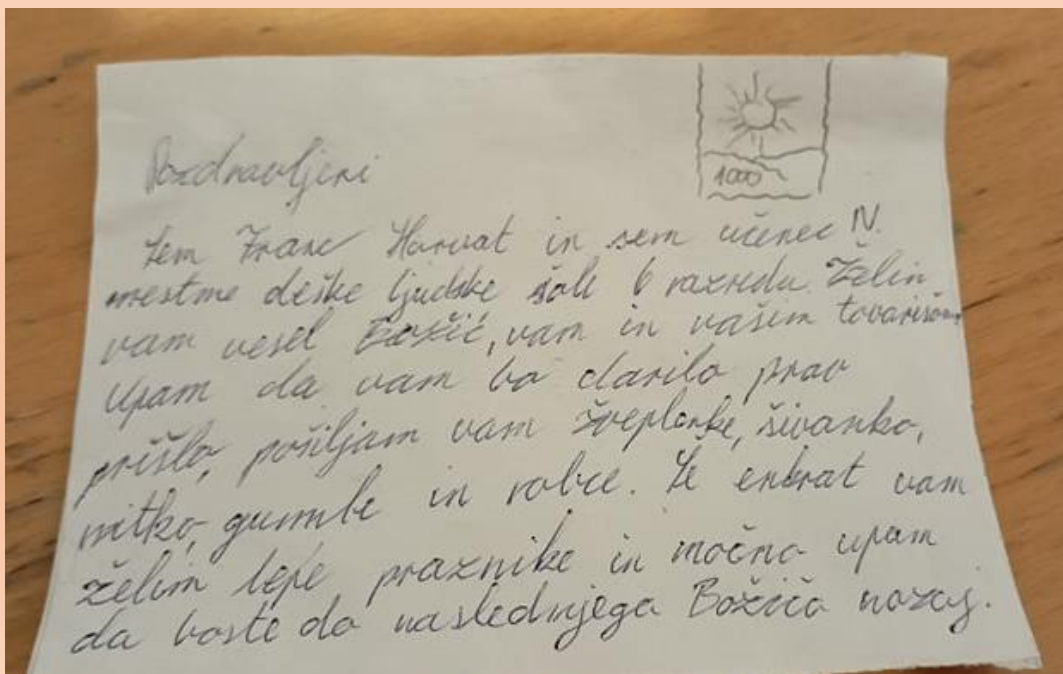 1000
Pozdravljeni
Sem Franc Horvat in sem učenec IV.
mestne deške ljudske šole 6 razreda. Želim
vam vesel Božič, vam in vašim tovarišom.
Upam da vam bo darilo prav
prišlo, pošiljam vam žveplenke, šivanko,
nitko, gumbe in robce. Še enkrat vam
želim lepe praznike in močno upam
da boste do naslednjega Božiča nazaj.